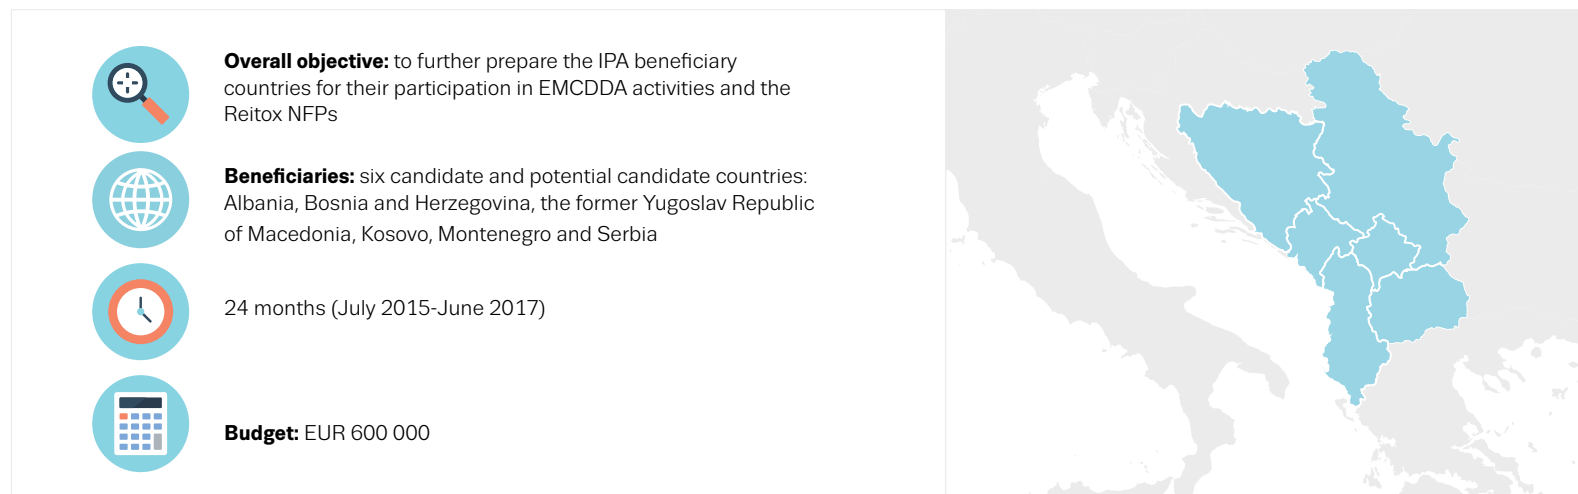 Overall objective: to further prepare the IPA beneficiary
countries for their participation in EMCDDA activities and the
Reitox NFPs
Beneficiaries: six candidate and potential candidate countries:
Albania, Bosnia and Herzegovina, the former Yugoslav Republic
of Macedonia, Kosovo, Montenegro and Serbia
24 months (July 2015-June 2017)
Budget: EUR 600 000